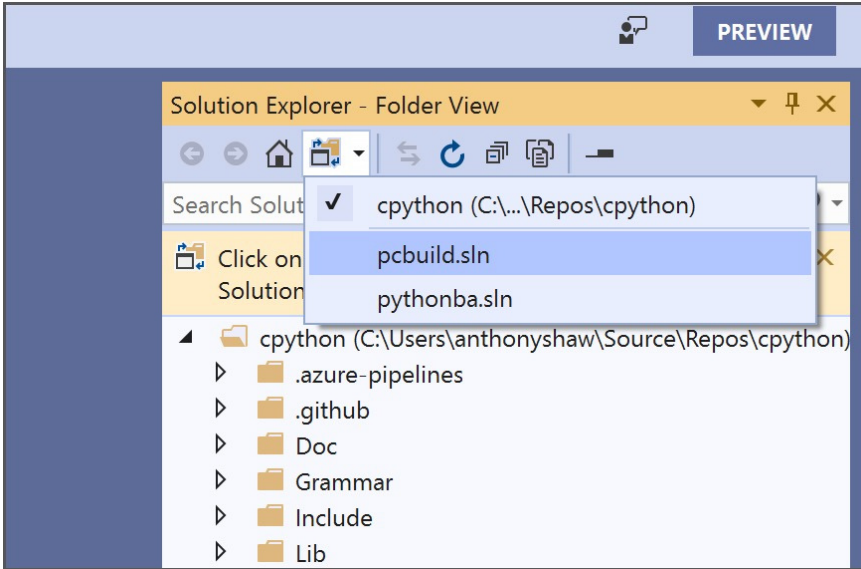 PREVIEW
Solution Explorer - Folder View
Search Solut
cpython (C:\...\Repos\cpython)
pcbuild.sln
pythonba.sln
Click on
Solution
cpython (C:\Users\anthonyshaw\Source\Repos\cpython)
.azure-pipelines
.github
Doc
Grammar
Include
Lib